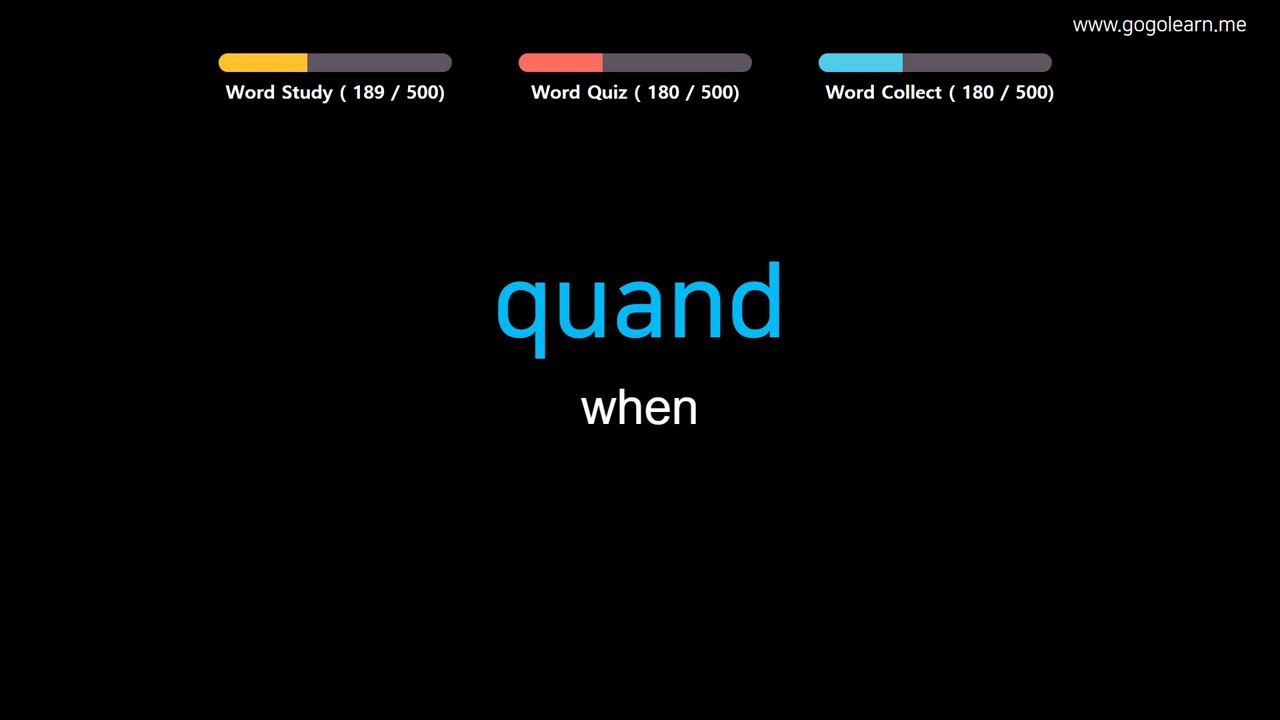 www.gogolearn.me
Word Study ( 189 / 500)
Word Quiz ( 180 / 500)
Word Collect ( 180 / 500)
quand
when